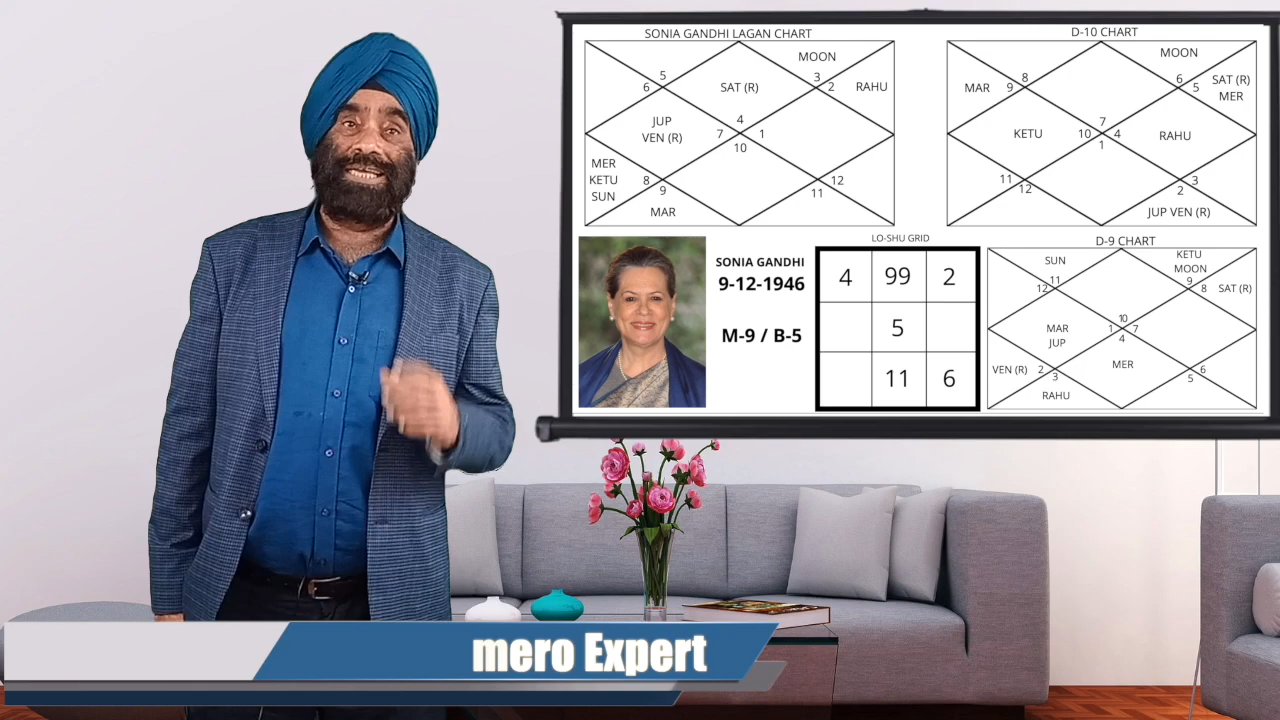 SONIA GANDHI LAGAN CHART
5
6
SAT (R)
MOON
3
2
RAHU
JUP
VEN (R)
4
7
1
10
MER
KETU
SUN
8
9
MAR
12
11
D-10 CHART
MAR
8
9
MOON
6
5
SAT (R)
MER
KETU
7
10
4
1
RAHU
11
12
3
2
JUP VEN (R)
SONIA GANDHI
9-12-1946
M-9 / B-5
LO-SHU GRID
4 99 2
5
11 6
D-9 CHART
SUN
11
12
KETU
MOON
9
8
SAT (R)
MAR
JUP
10
1
7
4
VEN (R)
2
3
RAHU
MER
6
5
mero Expert